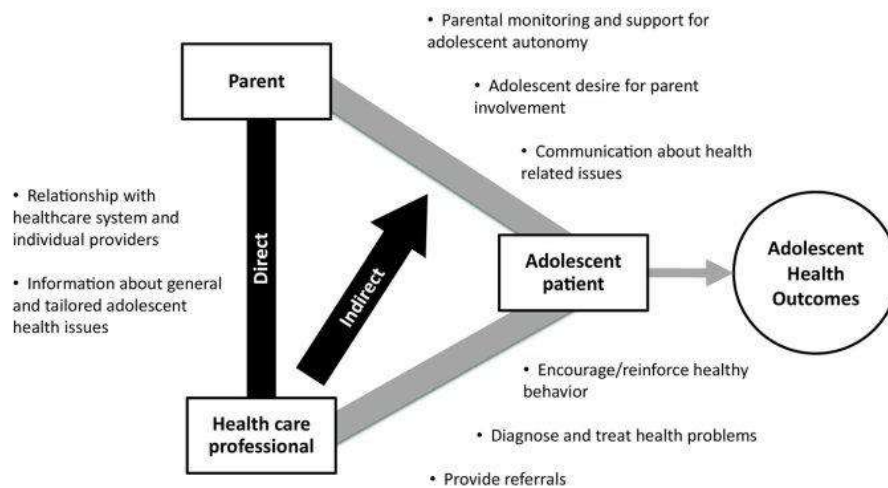 • Parental monitoring and support for
adolescent autonomy
Parent
• Adolescent desire for parent
involvement
• Communication about health
related issues
• Relationship with
healthcare system and
individual providers
• Information about general
and tailored adolescent
health issues
Direct
Indirect
Adolescent
patient
Adolescent
Health
Outcomes
• Encourage/reinforce healthy
behavior
Health care
professional
• Diagnose and treat health problems
• Provide referrals